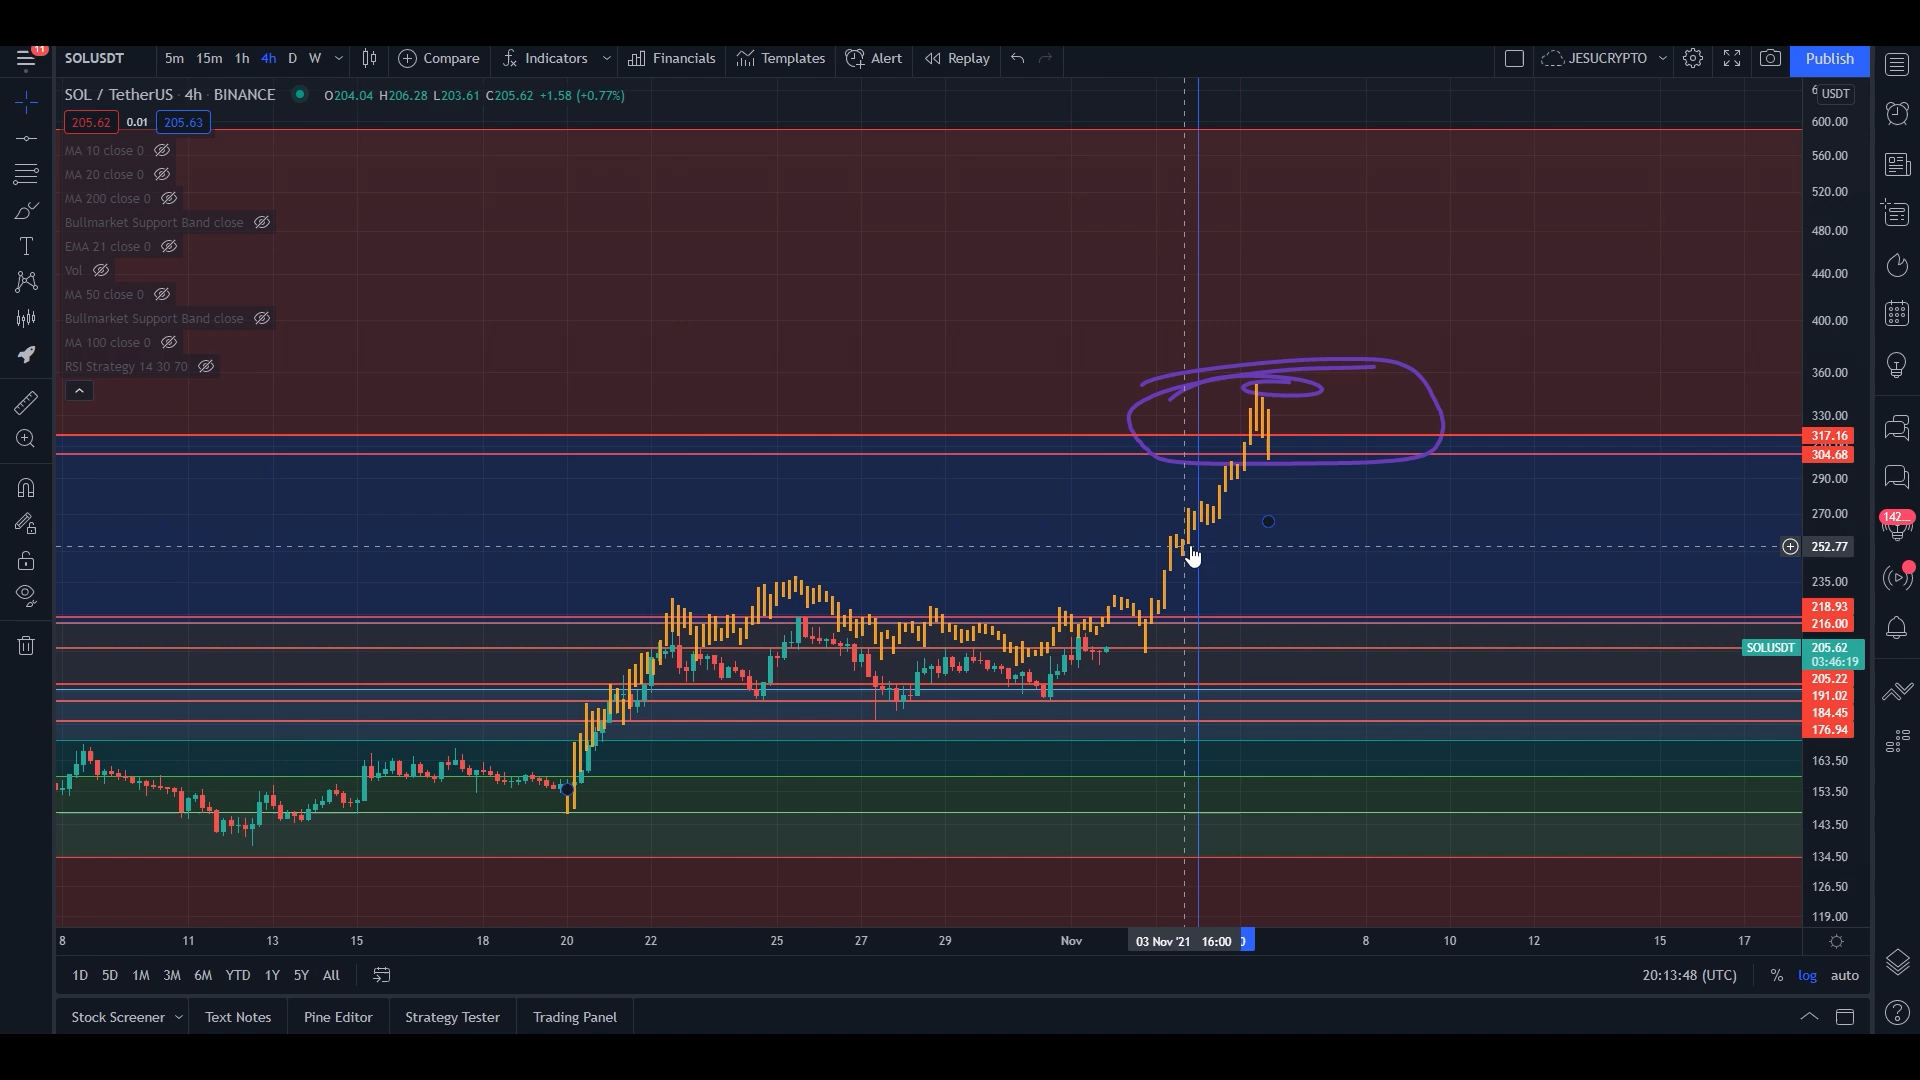 11
SOLUSDT 5m 15m 1h 4h D W Compare Indicators Financials Templates Alert Replay JESUCRYPTO Publish
SOL / TetherUS · 4h · BINANCE O204.04 H206.28 L203.61 C205.62 +1.58 (+0.77%)
USDT
205.62 0.01 205.63
MA 10 close 0
MA 20 close 0
MA 200 close 0
Bullmarket Support Band close
EMA 21 close 0
Vol
MA 50 close 0
Bullmarket Support Band close
MA 100 close 0
RSI Strategy 14 30 70
600.00
560.00
520.00
480.00
440.00
400.00
360.00
330.00
317.16
304.68
290.00
270.00
252.77
235.00
218.93
216.00
SOLUSDT 205.62
03:46:19
205.22
191.02
184.45
176.94
163.50
153.50
143.50
134.50
126.50
119.00
142...
8 11 13 15 18 20 22 25 27 29 Nov 03 Nov '21 16:00 8 10 12 15 17
1D 5D 1M 3M 6M YTD 1Y 5Y All 20:13:48 (UTC) % log auto
Stock Screener Text Notes Pine Editor Strategy Tester Trading Panel